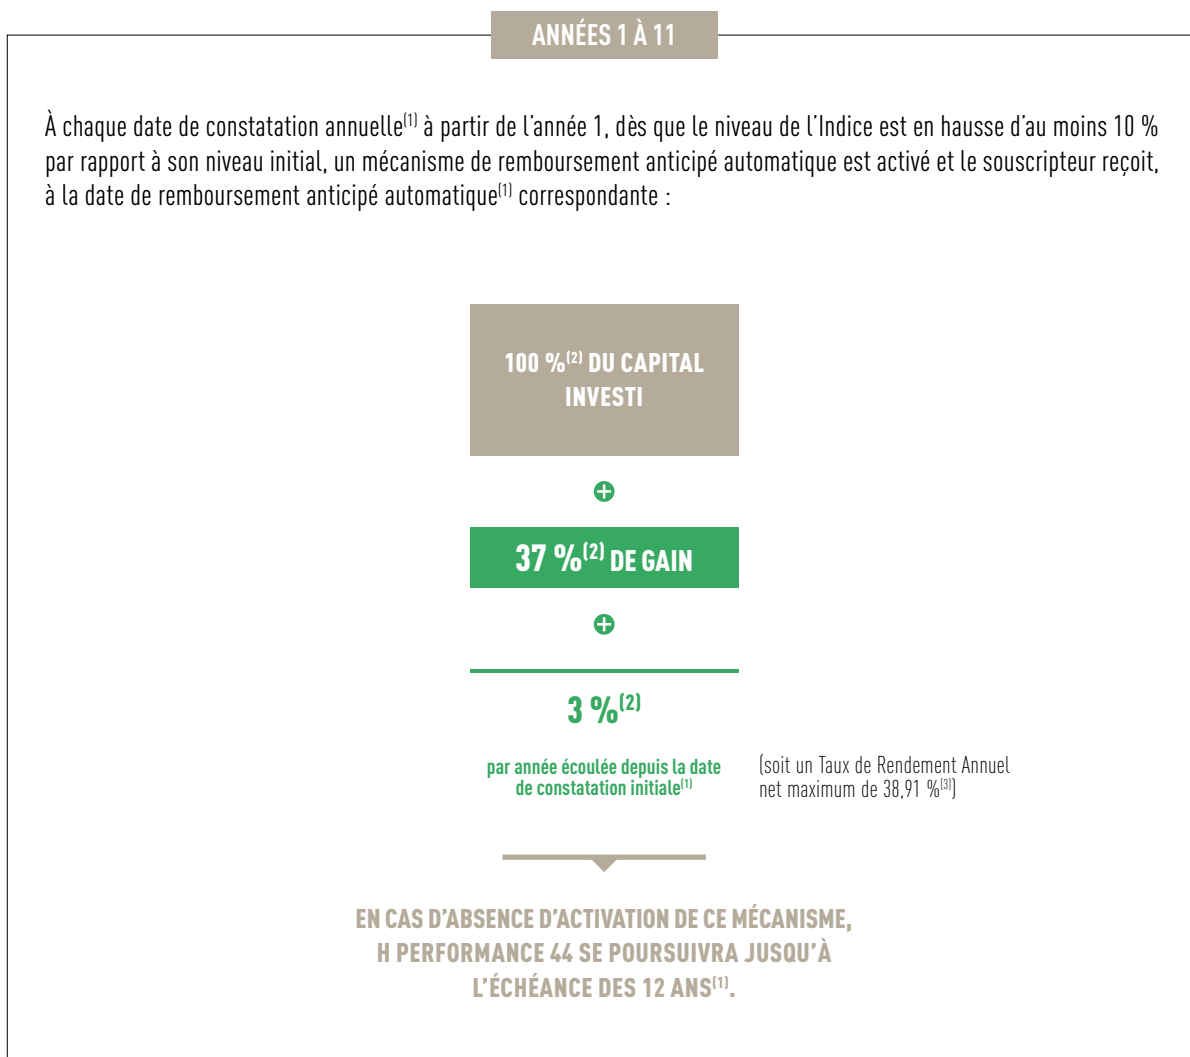 ANNÉES 1 À 11
À chaque date de constatation annuelle(1) à partir de l'année 1, dès que le niveau de l'Indice est en hausse d'au moins 10 %
par rapport à son niveau initial, un mécanisme de remboursement anticipé automatique est activé et le souscripteur reçoit,
à la date de remboursement anticipé automatique(1) correspondante :
100 %(2) DU CAPITAL
INVESTI
37 %(2) DE GAIN
3 %(2)
par année écoulée depuis la date
de constatation initiale(1)
(soit un Taux de Rendement Annuel
net maximum de 38,91 %(3))
EN CAS D'ABSENCE D'ACTIVATION DE CE MÉCANISME,
H PERFORMANCE 44 SE POURSUIVRA JUSQU'À
L'ÉCHÉANCE DES 12 ANS(1).